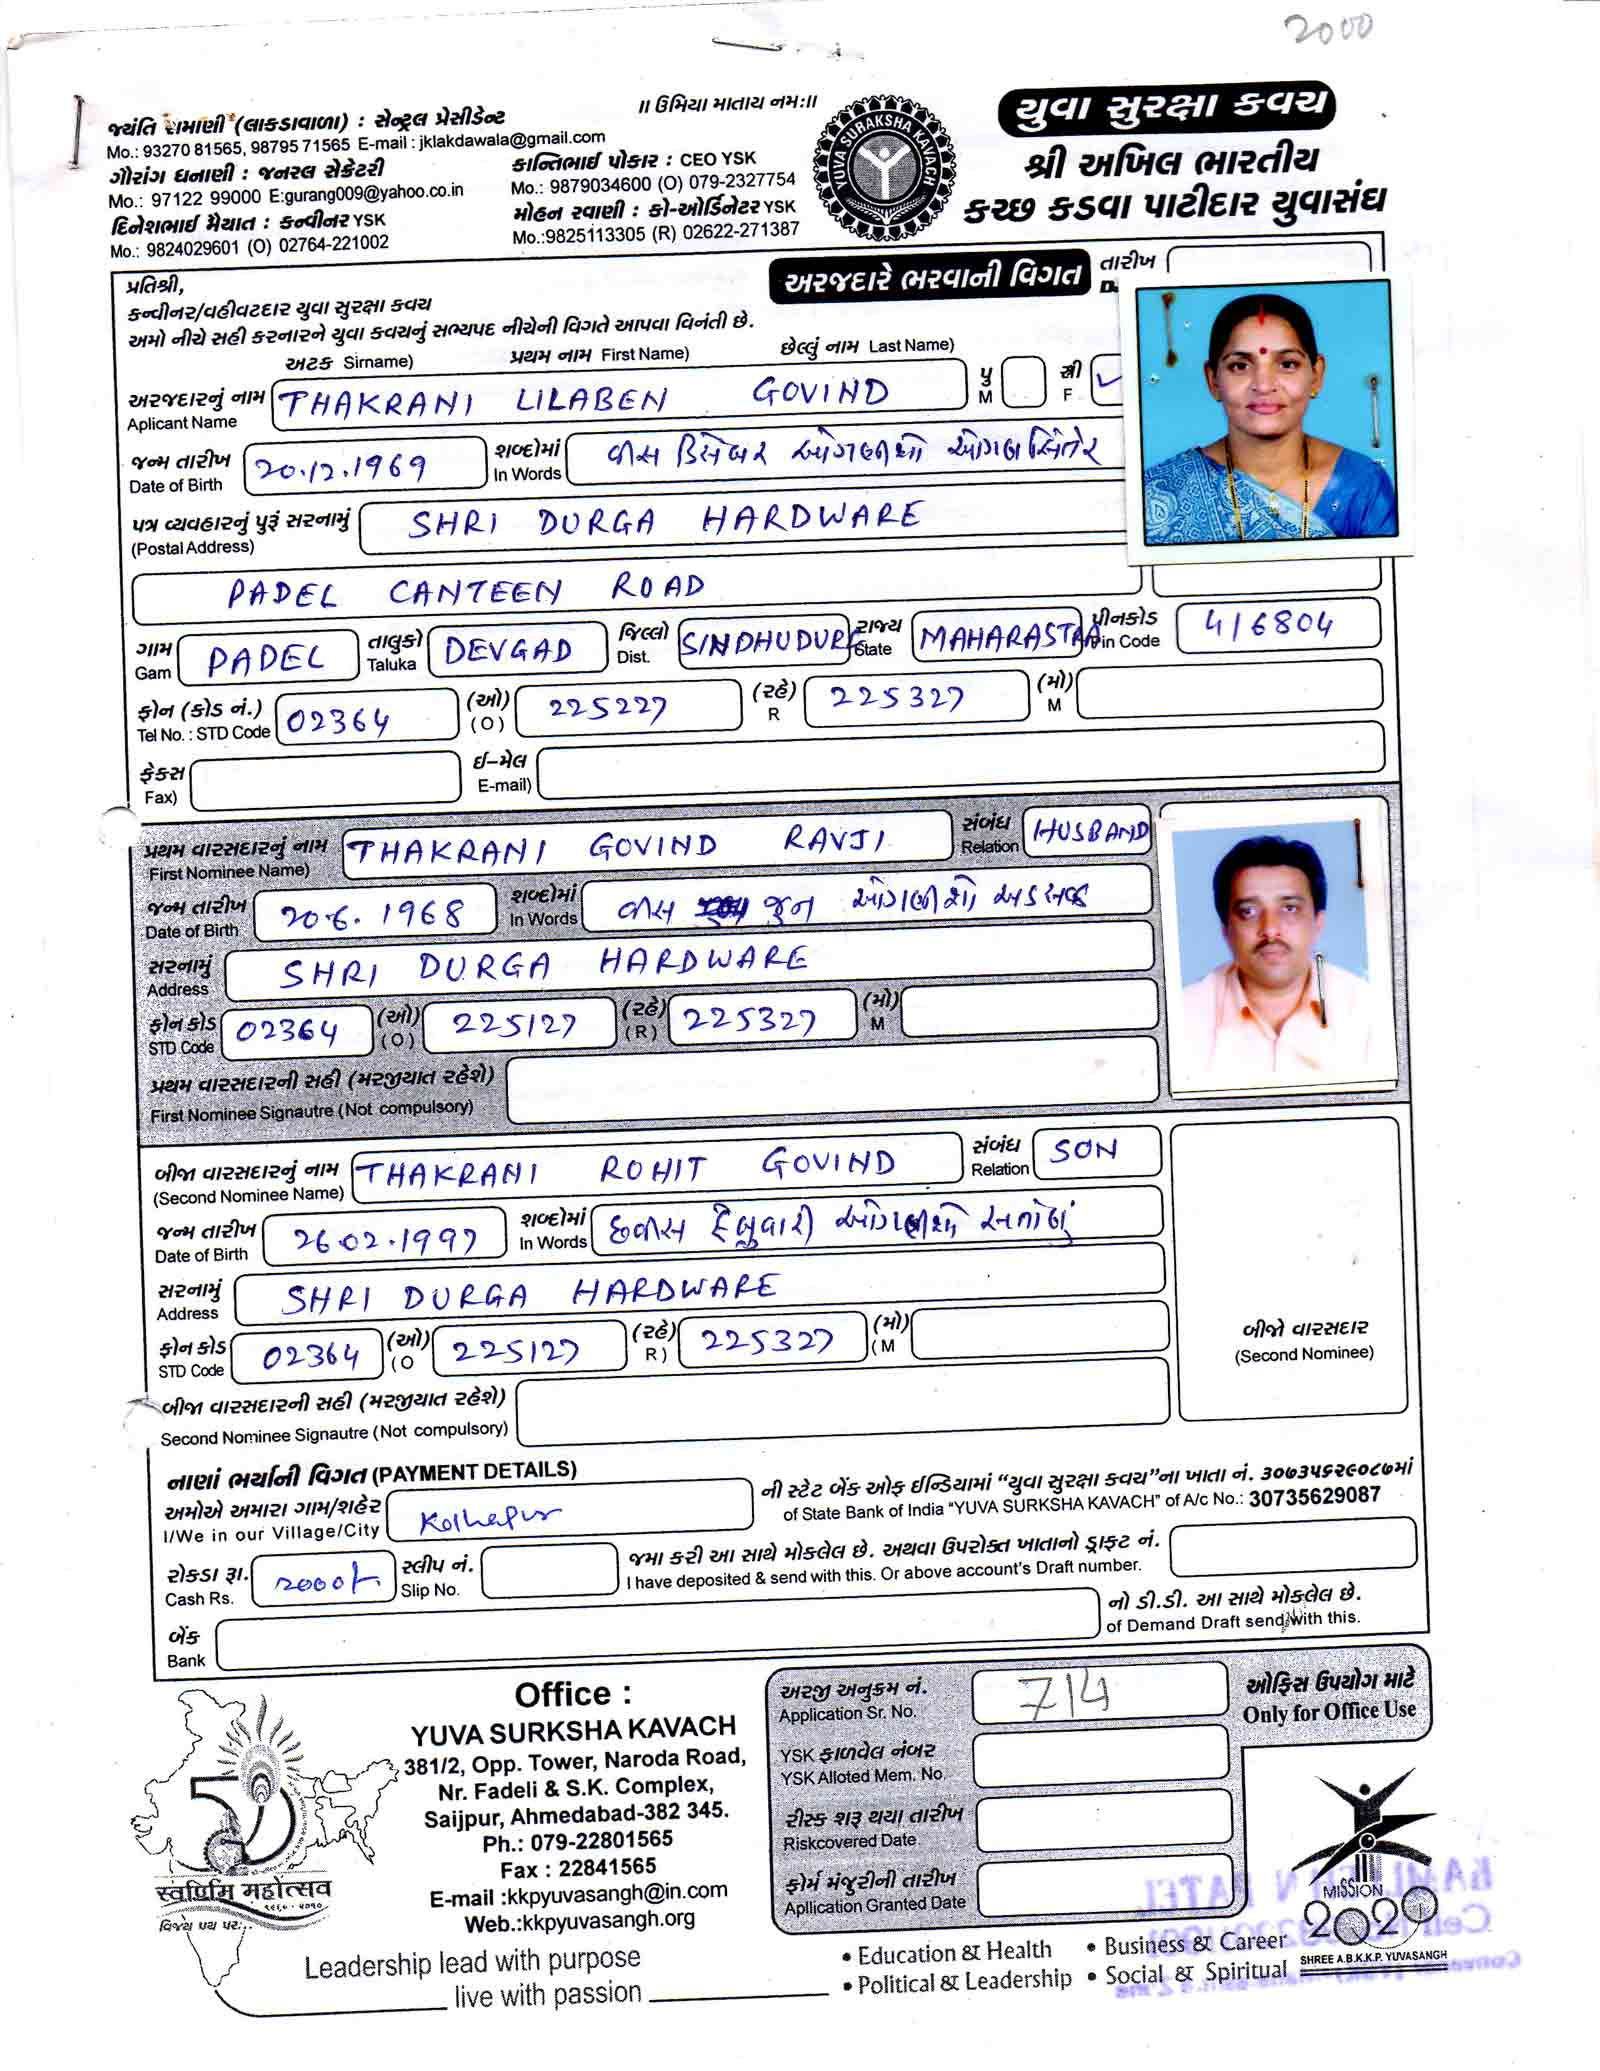 2000
॥ ઉમિયા માતાય નમઃ॥
જયંતિ રામાણી (લાકડાવાળા) : સેન્ટ્રલ પ્રેસીડેન્ટ
Mo.: 93270 81565, 98795 71565 E-mail : jklakdawala@gmail.com
ગૌરાંગ ધનાણી : જનરલ સેક્રેટરી
Mo.: 97122 99000 E:gurang009@yahoo.co.in
દિનેશભાઈ મૈયાત : કન્વીનર YSK
Mo.: 9824029601 (O) 02764-221002
કાન્તિભાઈ પોકાર : CEO YSK
Mo.: 9879034600 (O) 079-2327754
મોહન રવાણી : કો-ઓર્ડિનેટર YSK
Mo.:9825113305 (R) 02622-271387
YUVA SURAKSHA KAVACH
યુવા સુરક્ષા કવચ
શ્રી અખિલ ભારતીય
કચ્છ કડવા પાટીદાર યુવાસંઘ
અરજદારે ભરવાની વિગત
તારીખ
પ્રતિશ્રી,
કન્વીનર/વહીવટદાર યુવા સુરક્ષા કવચ
અમો નીચે સહી કરનારને યુવા કવચનું સભ્યપદ નીચેની વિગતે આપવા વિનંતી છે.
અટક Sirname) પ્રથમ નામ First Name) છેલ્લું નામ Last Name)
અરજદારનું નામ THAKRANI LILABEN GOVIND પુ સ્ત્રી
Aplicant Name M F ✓
જન્મ તારીખ 20.12.1969 શબ્દોમાં વીસ ડિસેમ્બર ઓગણીસો ઓગણસિતેર
Date of Birth In Words
પત્ર વ્યવહારનું પુરૂં સરનામું SHRI DURGA HARDWARE
(Postal Address)
PADEL CANTEEN ROAD
ગામ PADEL તાલુકો DEVGAD જિલ્લો SINDHUDURG રાજ્ય MAHARASTRA પીનકોડ 416804
Gam Taluka Dist. State Pin Code
ફોન (કોડ નં.) 02364 (ઓ) 225227 (રહે) 225327 (મો)
Tel No. : STD Code (O) R M
ફેક્સ ઈ-મેલ
Fax) E-mail)
પ્રથમ વારસદારનું નામ THAKRANI GOVIND RAVJI સંબંધ HUSBAND
First Nominee Name) Relation
જન્મ તારીખ 20.6.1968 શબ્દોમાં વીસ જુન ઓગણીસો અડસઠ
Date of Birth In Words
સરનામું SHRI DURGA HARDWARE
Address
ફોન કોડ 02364 (ઓ) 225127 (રહે) 225327 (મો)
STD Code (O) (R) M
પ્રથમ વારસદારની સહી (મરજીયાત રહેશે)
First Nominee Signautre (Not compulsory)
બીજા વારસદારનું નામ THAKRANI ROHIT GOVIND સંબંધ SON
(Second Nominee Name) Relation
જન્મ તારીખ 26.02.1997 શબ્દોમાં છવીસ ફેબ્રુવારી ઓગણીસો સતાણું
Date of Birth In Words
સરનામું SHRI DURGA HARDWARE
Address
ફોન કોડ 02364 (ઓ) 225127 (રહે) 225327 (મો)
STD Code (O R) (M
બીજો વારસદાર
(Second Nominee)
બીજા વારસદારની સહી (મરજીયાત રહેશે)
Second Nominee Signautre (Not compulsory)
નાણાં ભર્યાની વિગત (PAYMENT DETAILS)
અમોએ અમારા ગામ/શહેર Kolhapur ની સ્ટેટ બેંક ઓફ ઈન્ડિયામાં “યુવા સુરક્ષા કવચ”ના ખાતા નં. ૩૦૭૩૫૬૨૯૦૮૭માં
I/We in our Village/City of State Bank of India "YUVA SURKSHA KAVACH" of A/c No.: 30735629087
રોકડા રૂા. 2000/- સ્લીપ નં. જમા કરી આ સાથે મોકલેલ છે. અથવા ઉપરોક્ત ખાતાનો ડ્રાફ્ટ નં.
Cash Rs. Slip No. I have deposited & send with this. Or above account's Draft number.
બેંક નો ડી.ડી. આ સાથે મોકલેલ છે.
Bank of Demand Draft send with this.
Office :
YUVA SURKSHA KAVACH
381/2, Opp. Tower, Naroda Road,
Nr. Fadeli & S.K. Complex,
Saijpur, Ahmedabad-382 345.
Ph.: 079-22801565
Fax : 22841565
E-mail :kkpyuvasangh@in.com
Web.:kkpyuvasangh.org
स्वर्णिम महोत्सव
૧૯૬૦ - ૨૦૧૦
વિજય પથ પર...
Leadership lead with purpose
live with passion
અરજી અનુક્રમ નં. 714
Application Sr. No.
ઓફિસ ઉપયોગ માટે
Only for Office Use
YSK ફાળવેલ નંબર
YSK Alloted Mem. No.
રીસ્ક શરૂ થયા તારીખ
Riskcovered Date
ફોર્મ મંજુરીની તારીખ
Apllication Granted Date
• Education & Health • Business & Career
• Political & Leadership • Social & Spiritual
MISSION
2020
SHREE A.B.K.K.P. YUVASANGH